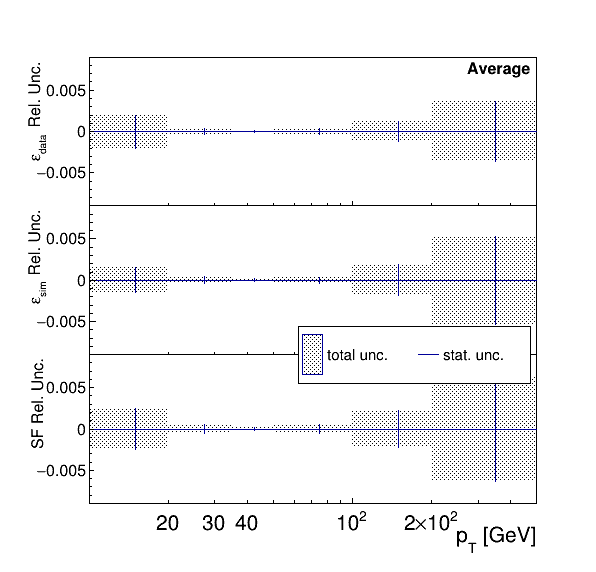 Average
ε_data Rel. Unc.
0.005
0
−0.005
ε_sim Rel. Unc.
0.005
0
−0.005
total unc.
stat. unc.
SF Rel. Unc.
0.005
0
−0.005
20 30 40 10² 2×10²
p_T [GeV]